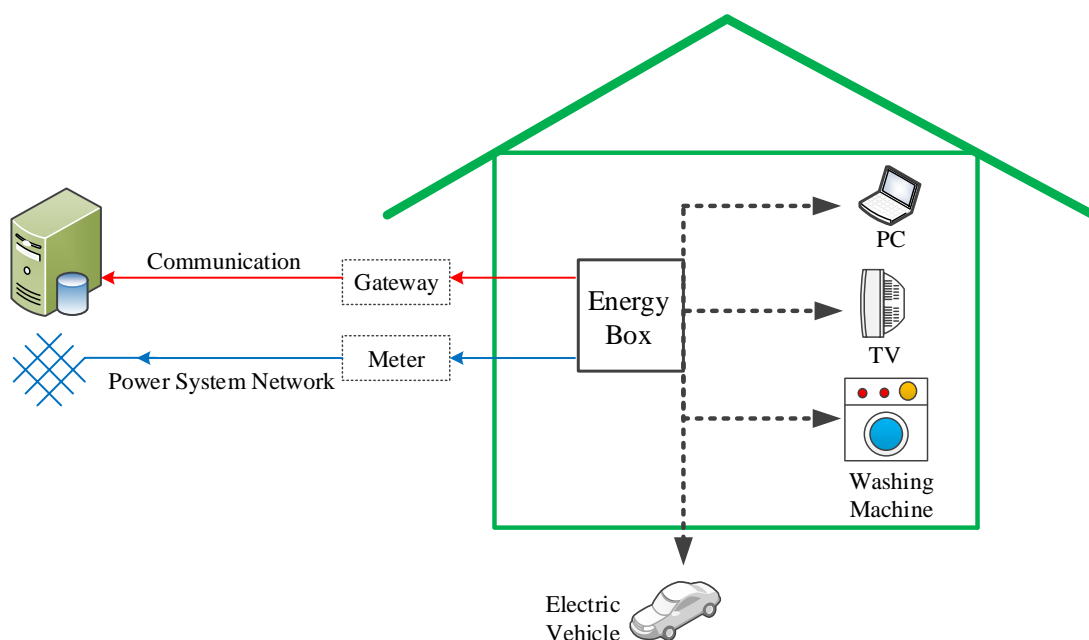 PC
Communication
Gateway
Energy
Box
TV
Meter
Power System Network
Washing
Machine
Electric
Vehicle